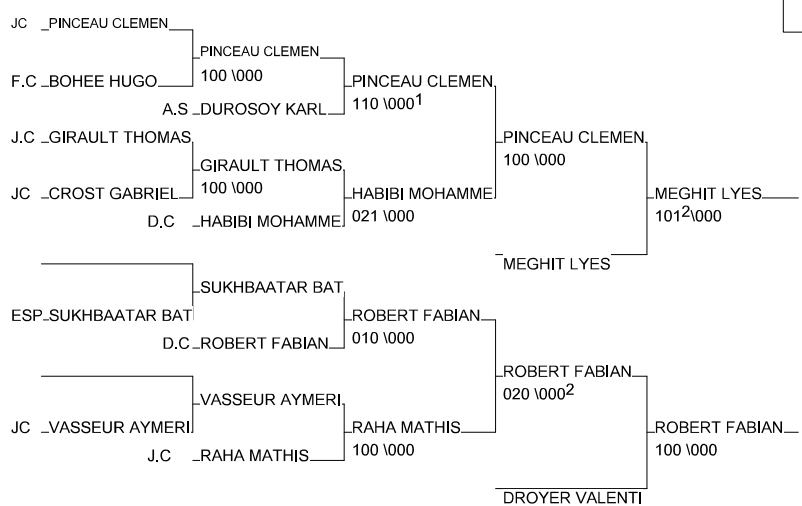 JC PINCEAU CLEMEN
PINCEAU CLEMEN
100 \000
F.C BOHEE HUGO
PINCEAU CLEMEN
110 \000¹
A.S DUROSOY KARL
J.C GIRAULT THOMAS
PINCEAU CLEMEN
100 \000
GIRAULT THOMAS
100 \000
JC CROST GABRIEL
HABIBI MOHAMME
021 \000
MEGHIT LYES
101²\000
D.C HABIBI MOHAMME
MEGHIT LYES
SUKHBAATAR BAT
ESP SUKHBAATAR BAT
ROBERT FABIAN
010 \000
D.C ROBERT FABIAN
ROBERT FABIAN
020 \000²
VASSEUR AYMERI
JC VASSEUR AYMERI
RAHA MATHIS
100 \000
ROBERT FABIAN
100 \000
J.C RAHA MATHIS
DROYER VALENTI